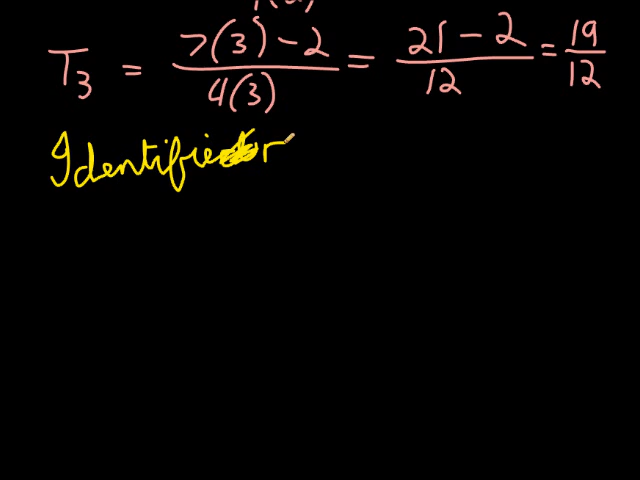 T₃ = 7(3) - 2 / 4(3) = 21 - 2 / 12 = 19 / 12
Identifier